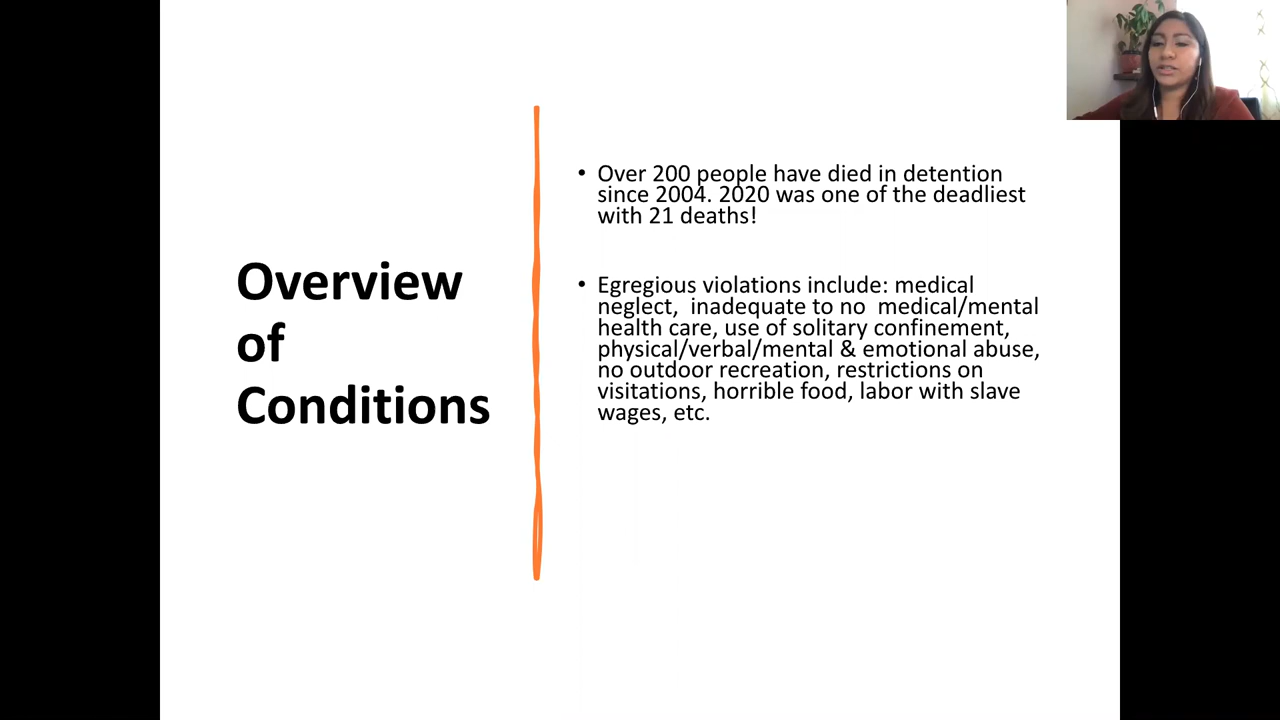 Overview
of
Conditions
• Over 200 people have died in detention
since 2004. 2020 was one of the deadliest
with 21 deaths!
• Egregious violations include: medical
neglect,  inadequate to no  medical/mental
health care, use of solitary confinement,
physical/verbal/mental & emotional abuse,
no outdoor recreation, restrictions on
visitations, horrible food, labor with slave
wages, etc.